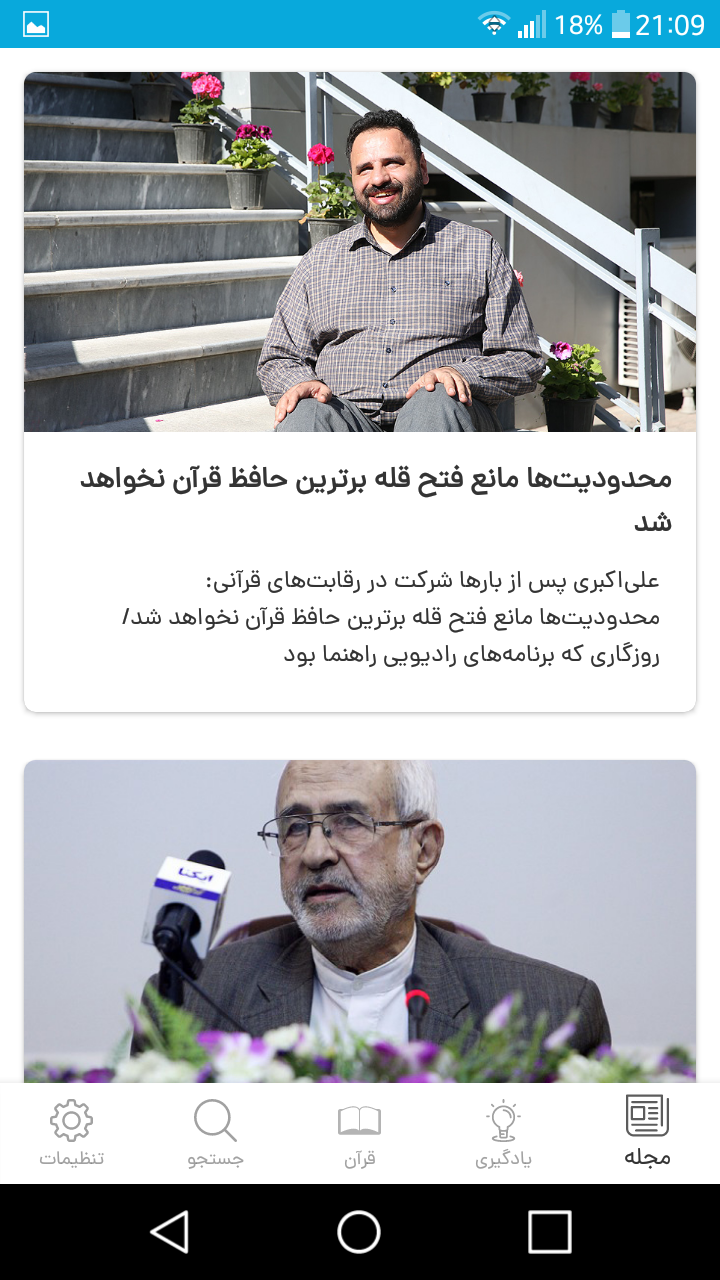 18% 21:09
محدودیت‌ها مانع فتح قله برترین حافظ قرآن نخواهد
شد
علی‌اکبری پس از بارها شرکت در رقابت‌های قرآنی:
محدودیت‌ها مانع فتح قله برترین حافظ قرآن نخواهد شد/
روزگاری که برنامه‌های رادیویی راهنما بود
ایکنا
مجله
یادگیری
قرآن
جستجو
تنظیمات